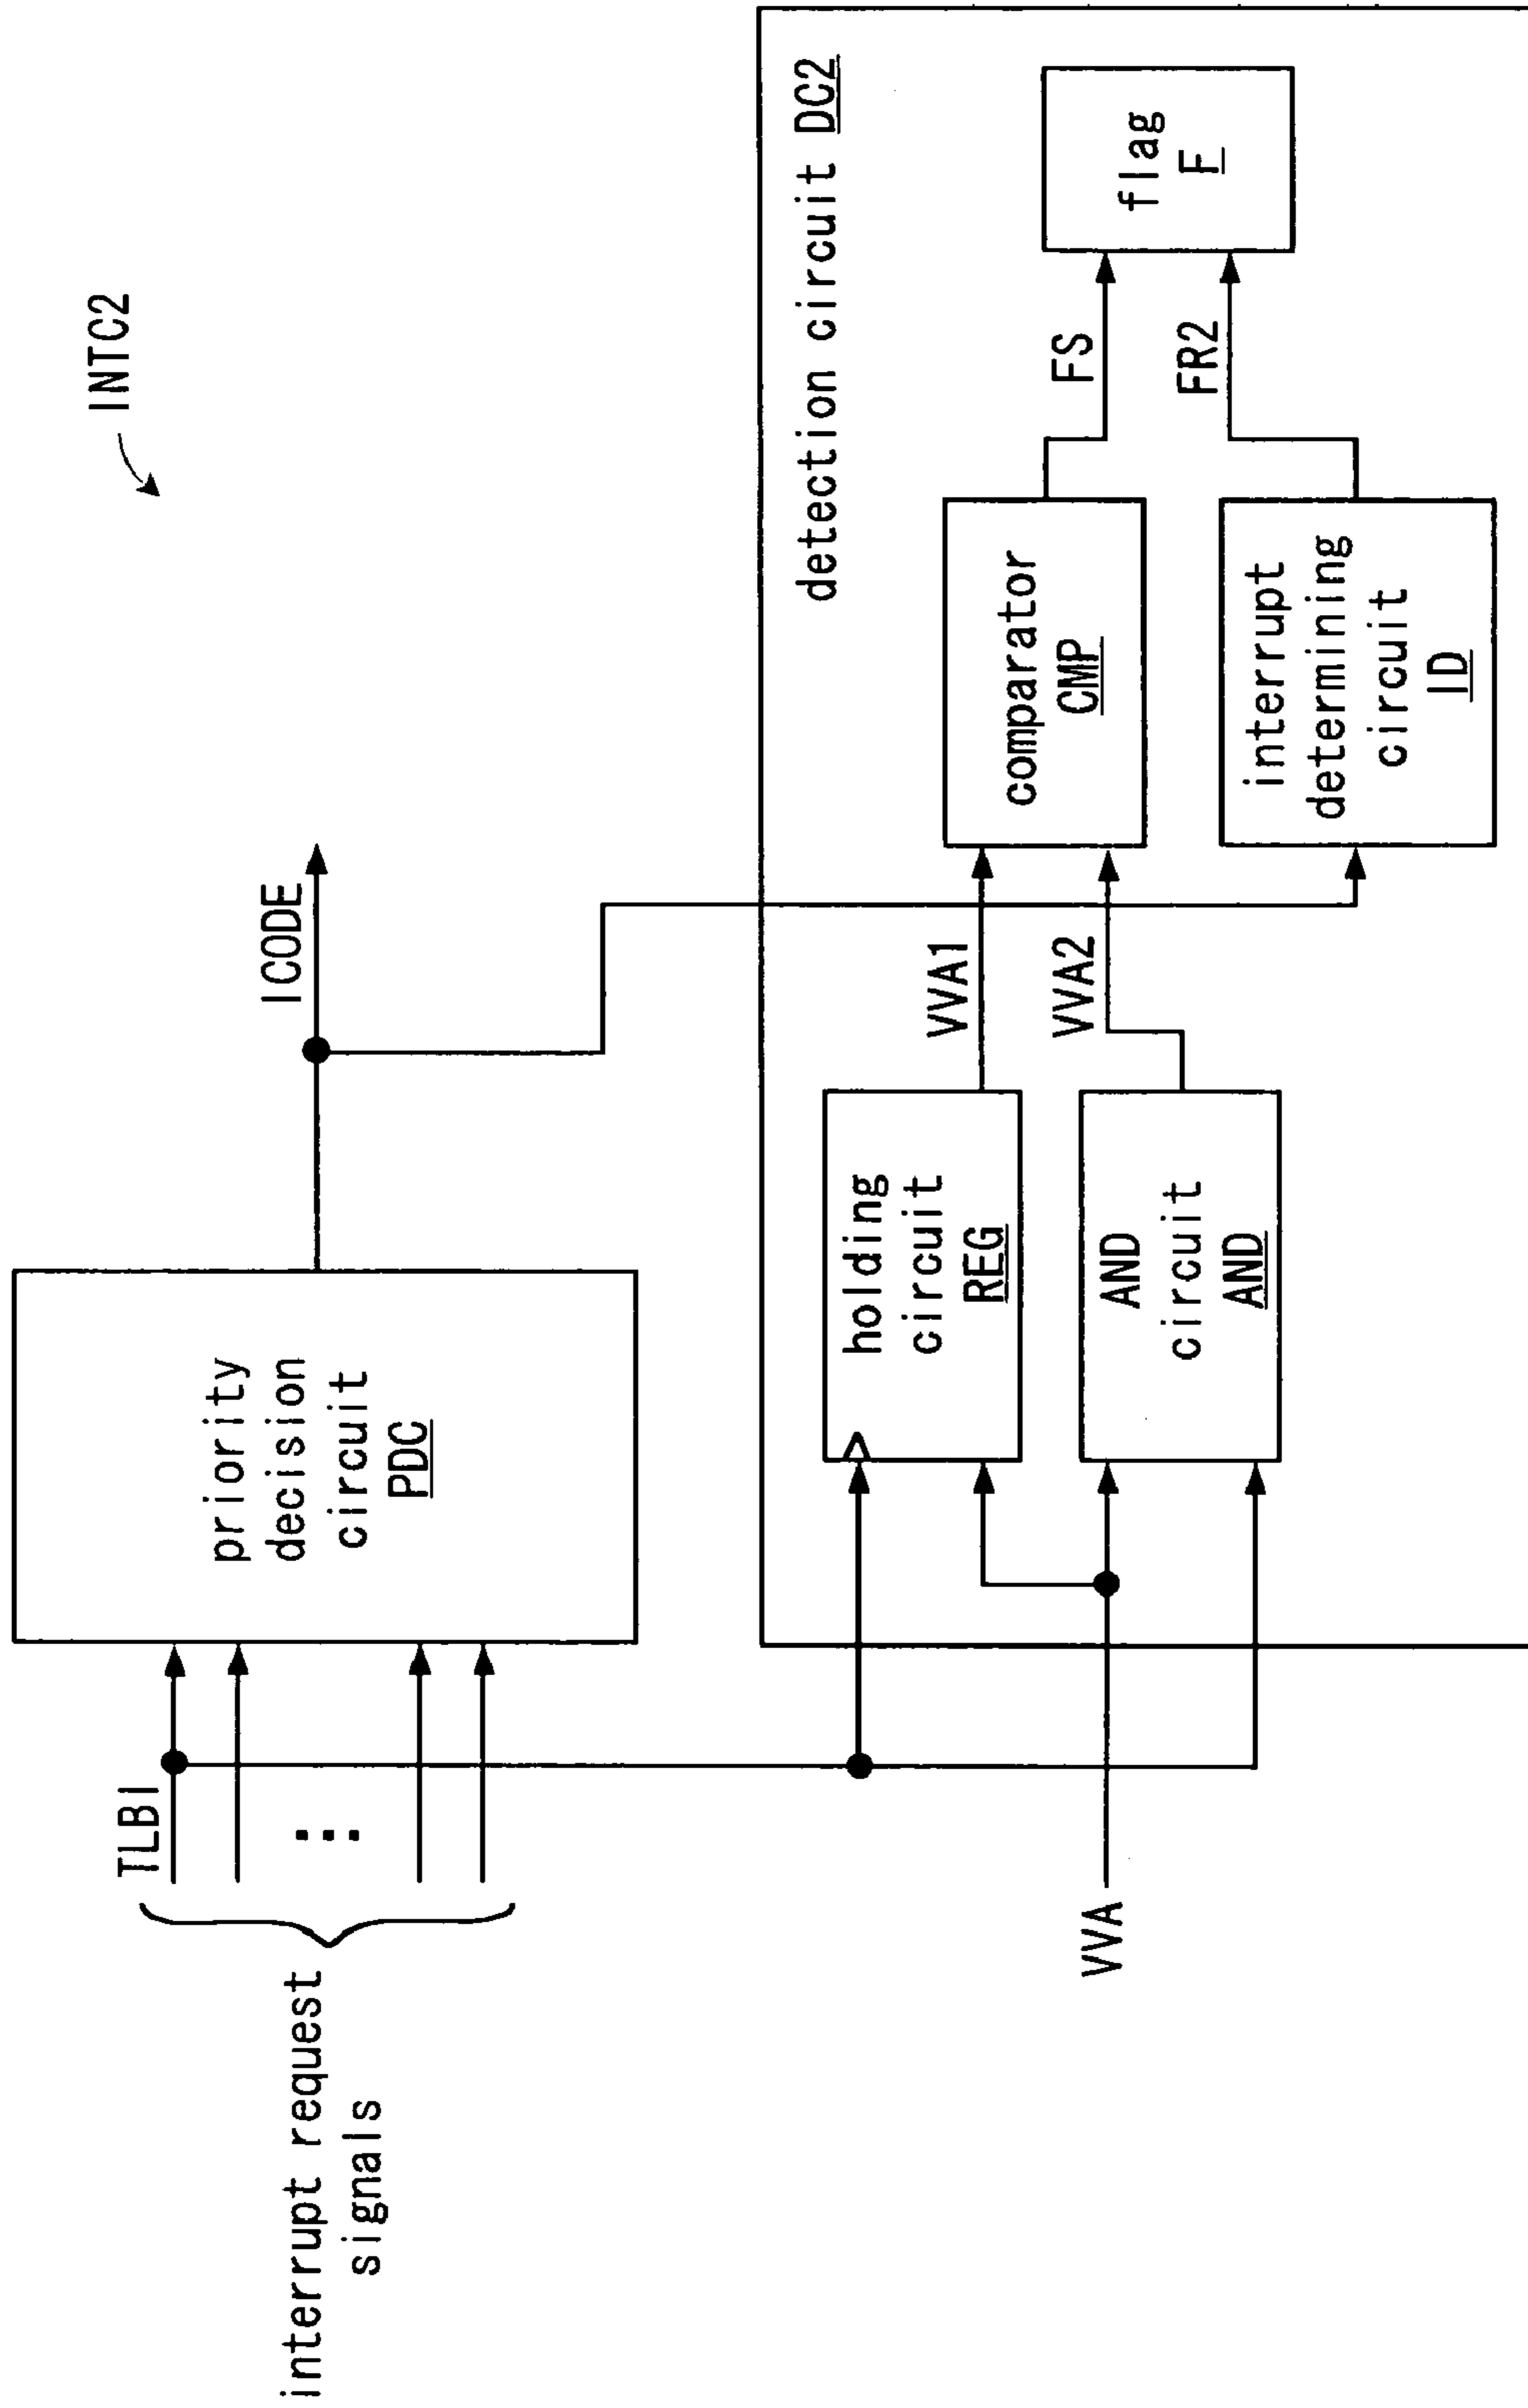 INTC2
interrupt request
signals
TLBI
⋮
priority
decision
circuit
PDC
ICODE
detection circuit DC2
VVA
holding
circuit
REG
AND
circuit
AND
VVA1
VVA2
comparator
CMP
interrupt
determining
circuit
ID
FS
FR2
flag
F